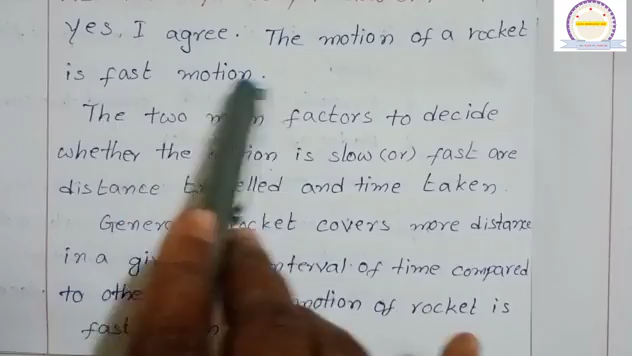 yes, I agree. The motion of a rocket
is fast motion.
The two factors to decide
whether the is slow (or) fast are
distance and time taken.
covers more distance
in a interval of time compared
to motion of rocket is
fast